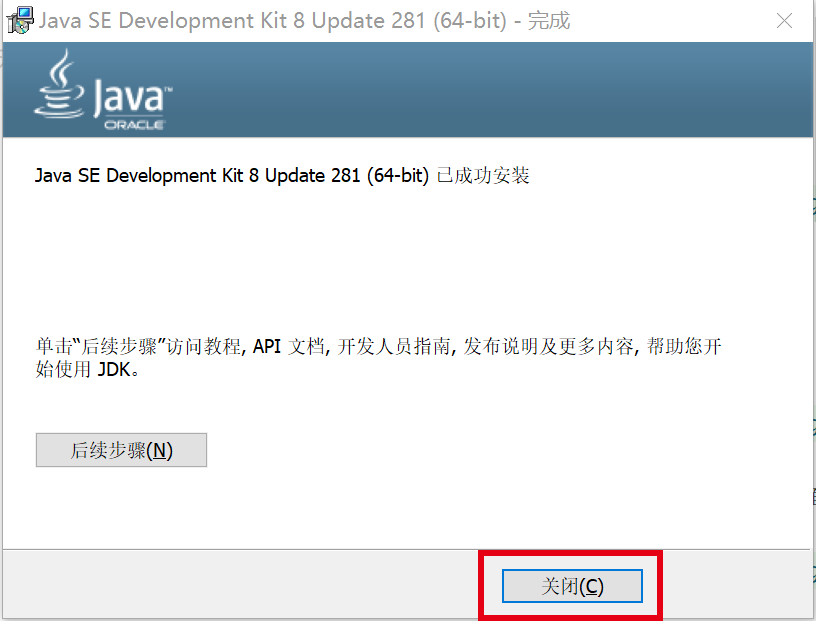 Java SE Development Kit 8 Update 281 (64-bit) - 完成
Java™
ORACLE
Java SE Development Kit 8 Update 281 (64-bit) 已成功安装
单击“后续步骤”访问教程, API 文档, 开发人员指南, 发布说明及更多内容, 帮助您开
始使用 JDK。
后续步骤(N)
关闭(C)